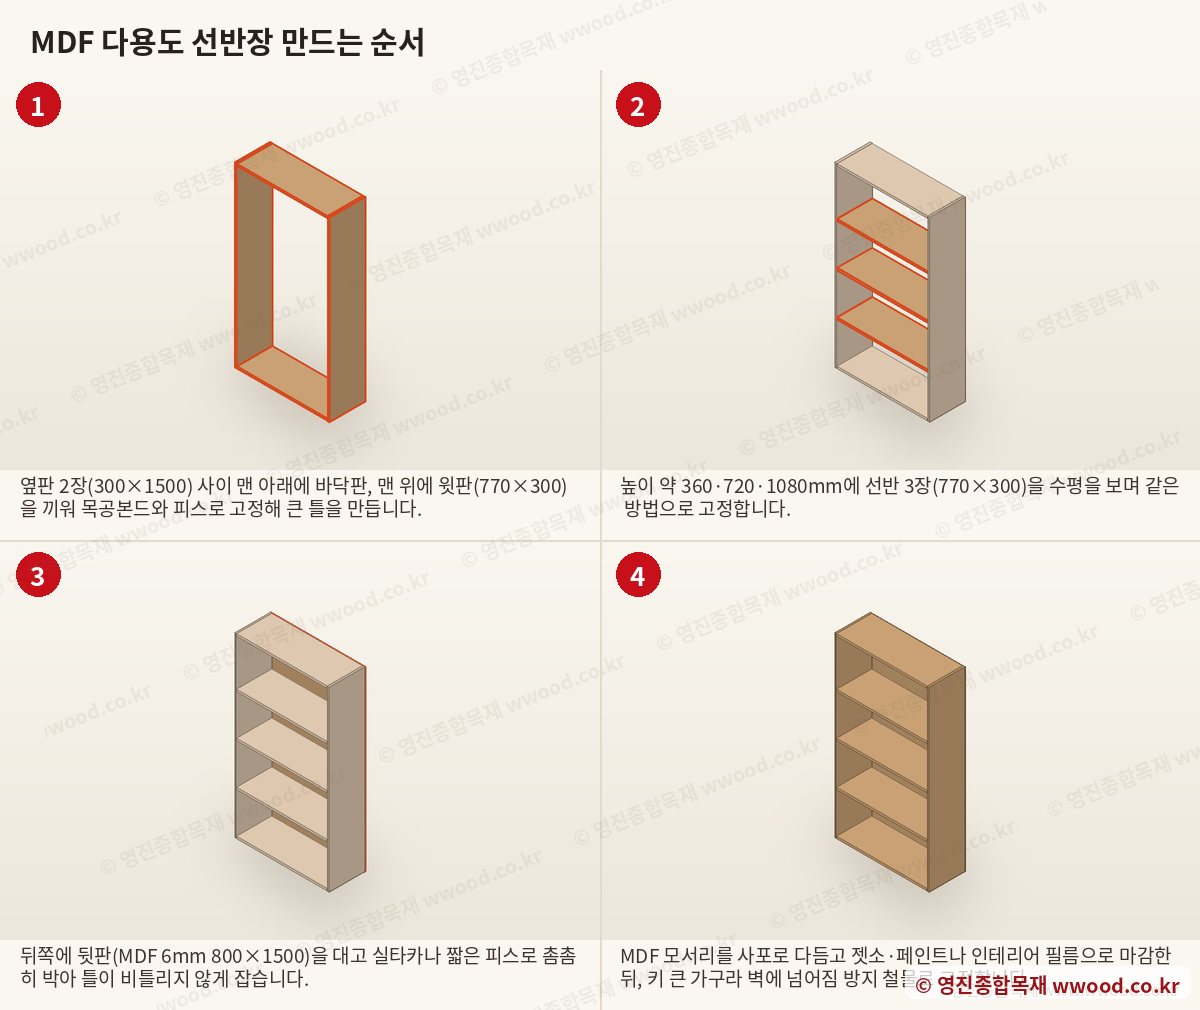 MDF 다용도 선반장 만드는 순서
1
2
옆판 2장(300×1500) 사이 맨 아래에 바닥판, 맨 위에 윗판(770×300)
을 끼워 목공본드와 피스로 고정해 큰 틀을 만듭니다.
높이 약 360·720·1080mm에 선반 3장(770×300)을 수평을 보며 같은
방법으로 고정합니다.
3
4
뒤쪽에 뒷판(MDF 6mm 800×1500)을 대고 실타카나 짧은 피스로 촘촘
히 박아 틀이 비틀리지 않게 잡습니다.
MDF 모서리를 사포로 다듬고 젯소·페인트나 인테리어 필름으로 마감한
뒤, 키 큰 가구라 벽에 넘어짐 방지 철물로 고정합니다.
© 영진종합목재 wwood.co.kr